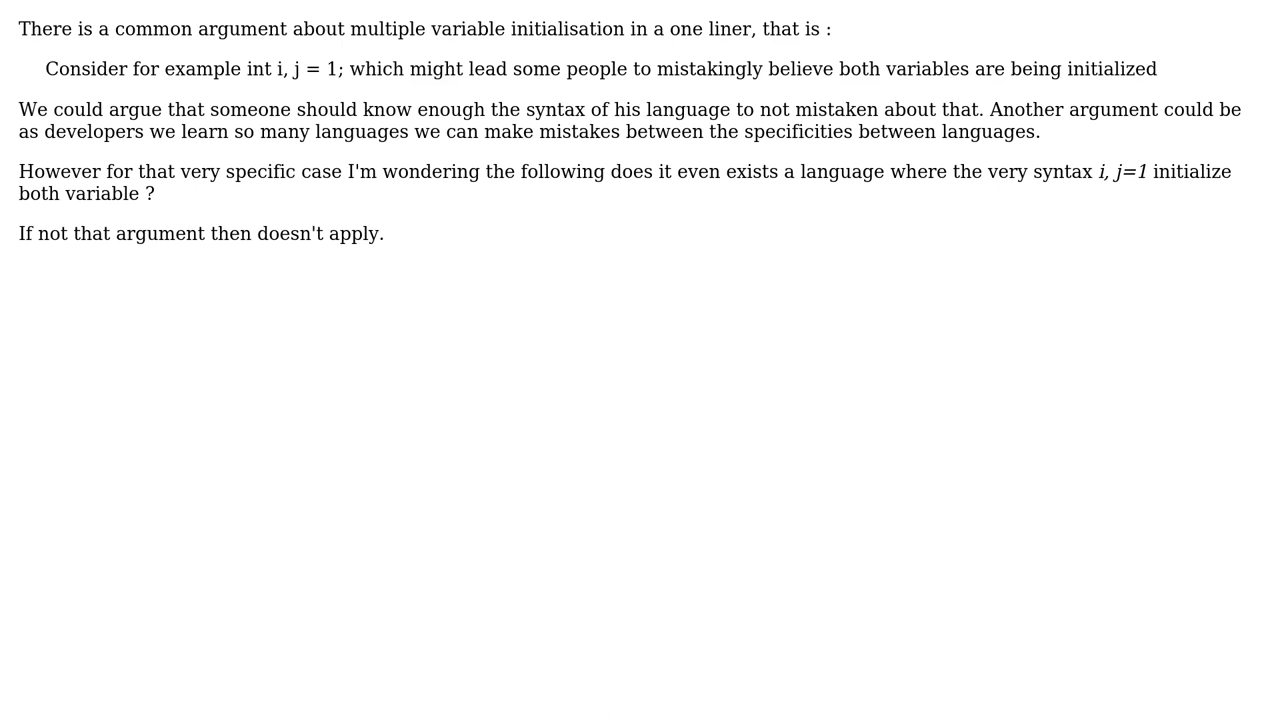 There is a common argument about multiple variable initialisation in a one liner, that is :
Consider for example int i, j = 1; which might lead some people to mistakingly believe both variables are being initialized
We could argue that someone should know enough the syntax of his language to not mistaken about that. Another argument could be
as developers we learn so many languages we can make mistakes between the specificities between languages.
However for that very specific case I'm wondering the following does it even exists a language where the very syntax i, j=1 initialize
both variable ?
If not that argument then doesn't apply.